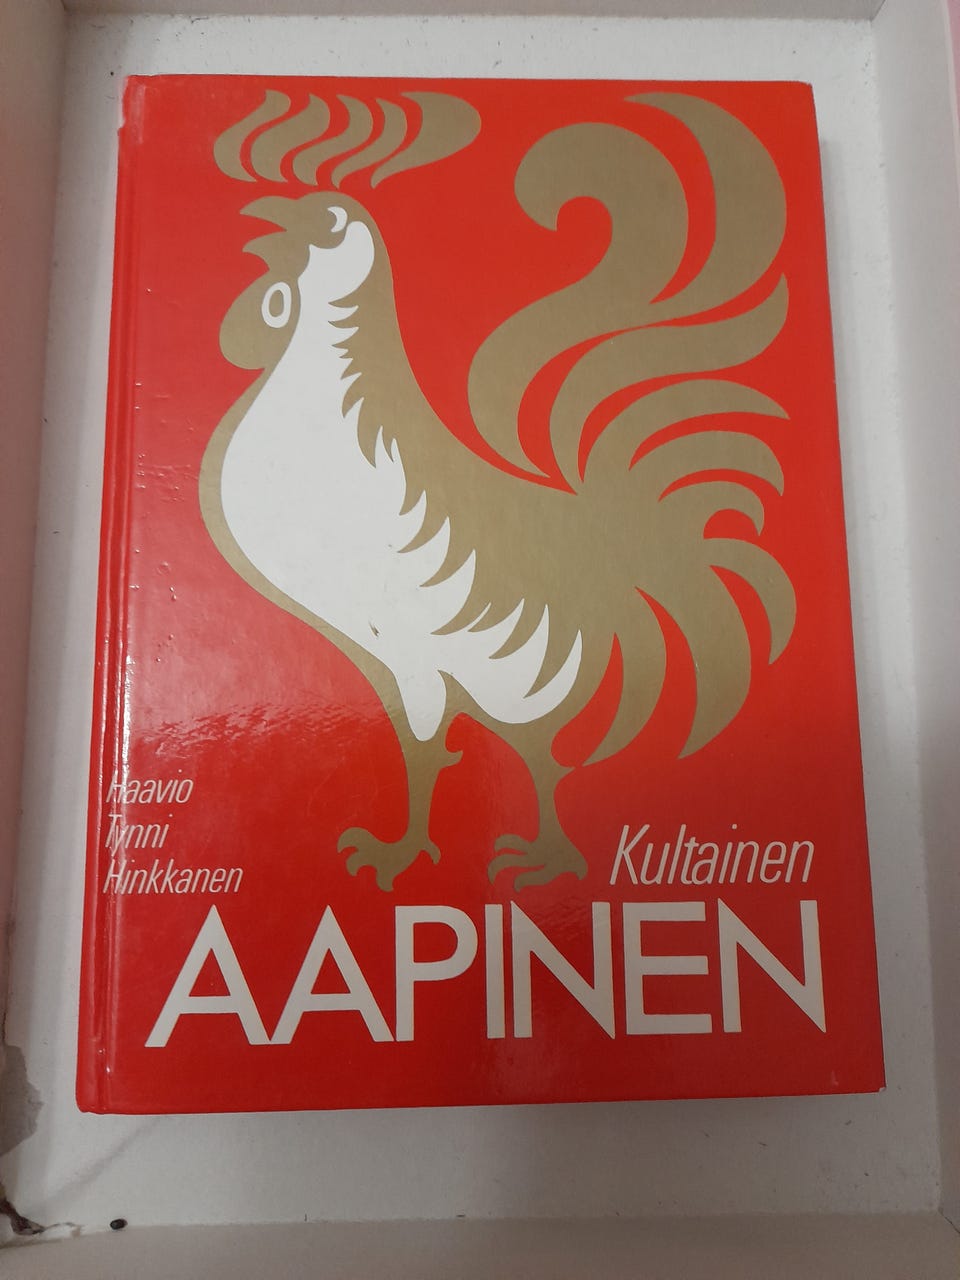 Haavio
Tynni
Hinkkanen
Kultainen
AAPINEN